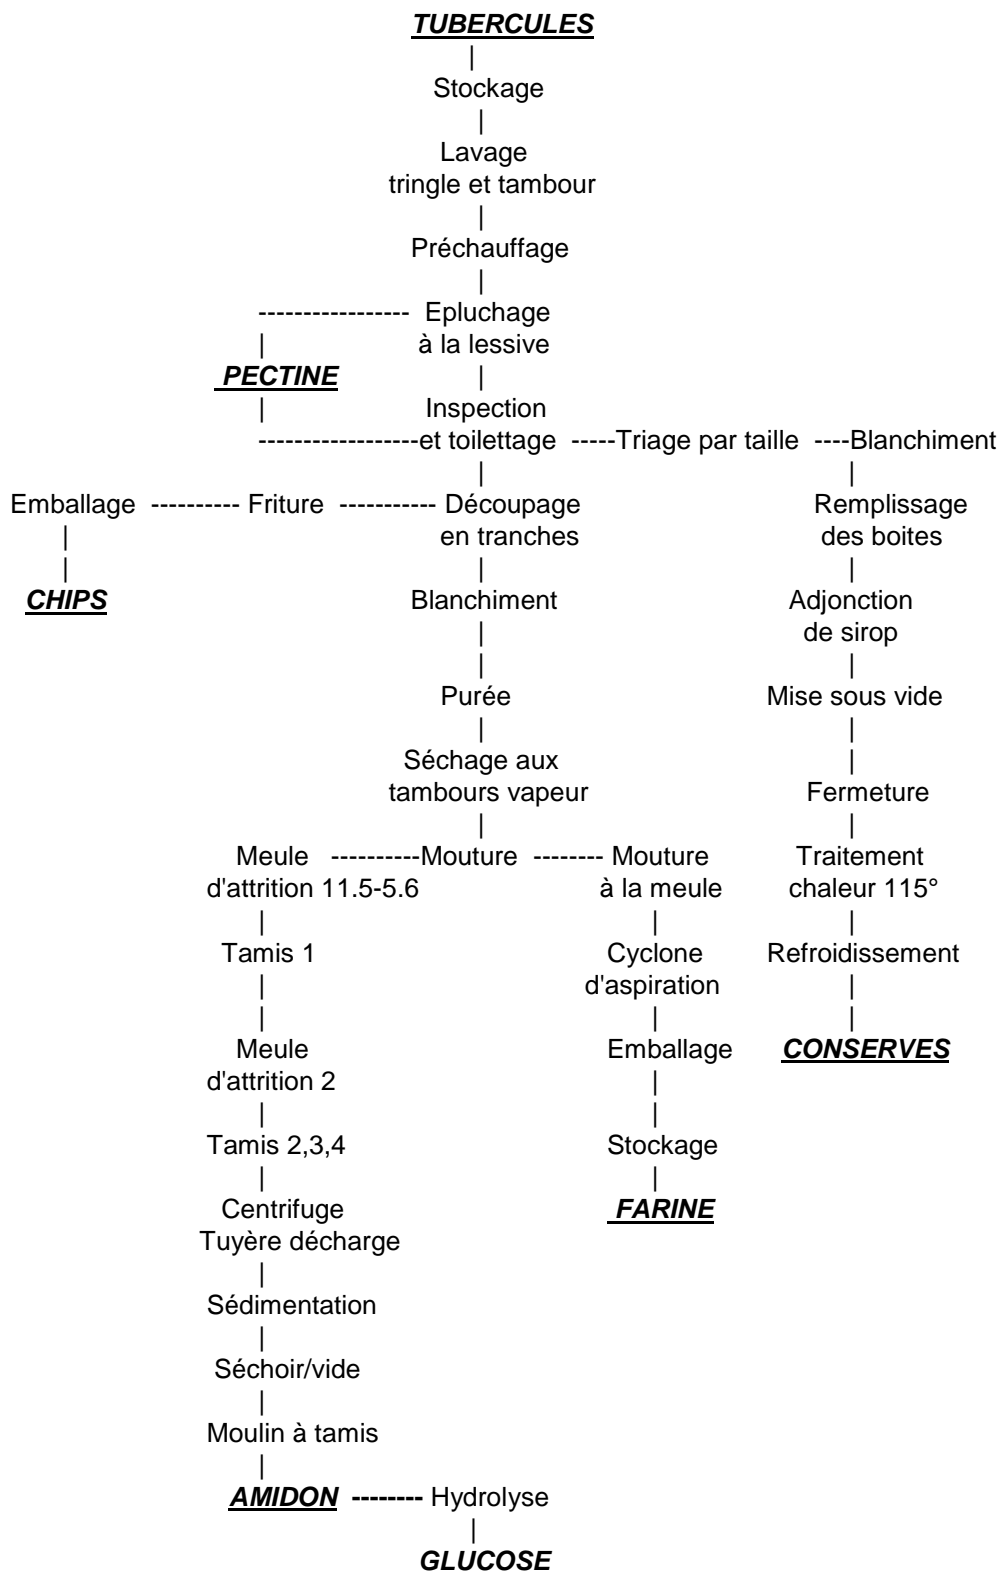 TUBERCULES
|
Stockage
|
Lavage
tringle et tambour
|
Préchauffage
|
----------------- Epluchage
| à la lessive
PECTINE |
| Inspection
------------------et toilettage -----Triage par taille ----Blanchiment
| |
Emballage ---------- Friture ----------- Découpage Remplissage
| en tranches des boites
| | |
CHIPS Blanchiment Adjonction
| de sirop
| |
Purée Mise sous vide
| |
Séchage aux |
tambours vapeur Fermeture
| |
Meule ----------Mouture -------- Mouture Traitement
d'attrition 11.5-5.6 à la meule chaleur 115°
| | |
Tamis 1 Cyclone Refroidissement
| d'aspiration |
| | |
Meule Emballage CONSERVES
d'attrition 2 |
| |
Tamis 2,3,4 Stockage
| |
Centrifuge FARINE
Tuyère décharge
|
Sédimentation
|
Séchoir/vide
|
Moulin à tamis
|
AMIDON -------- Hydrolyse
|
GLUCOSE